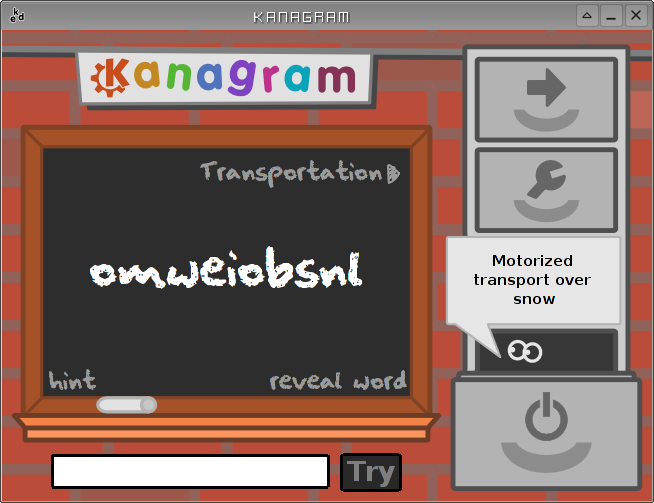 KANAGRAM
Kanagram
Transportation
omweiobsnl
hint
reveal word
Motorized
transport over
snow
Try